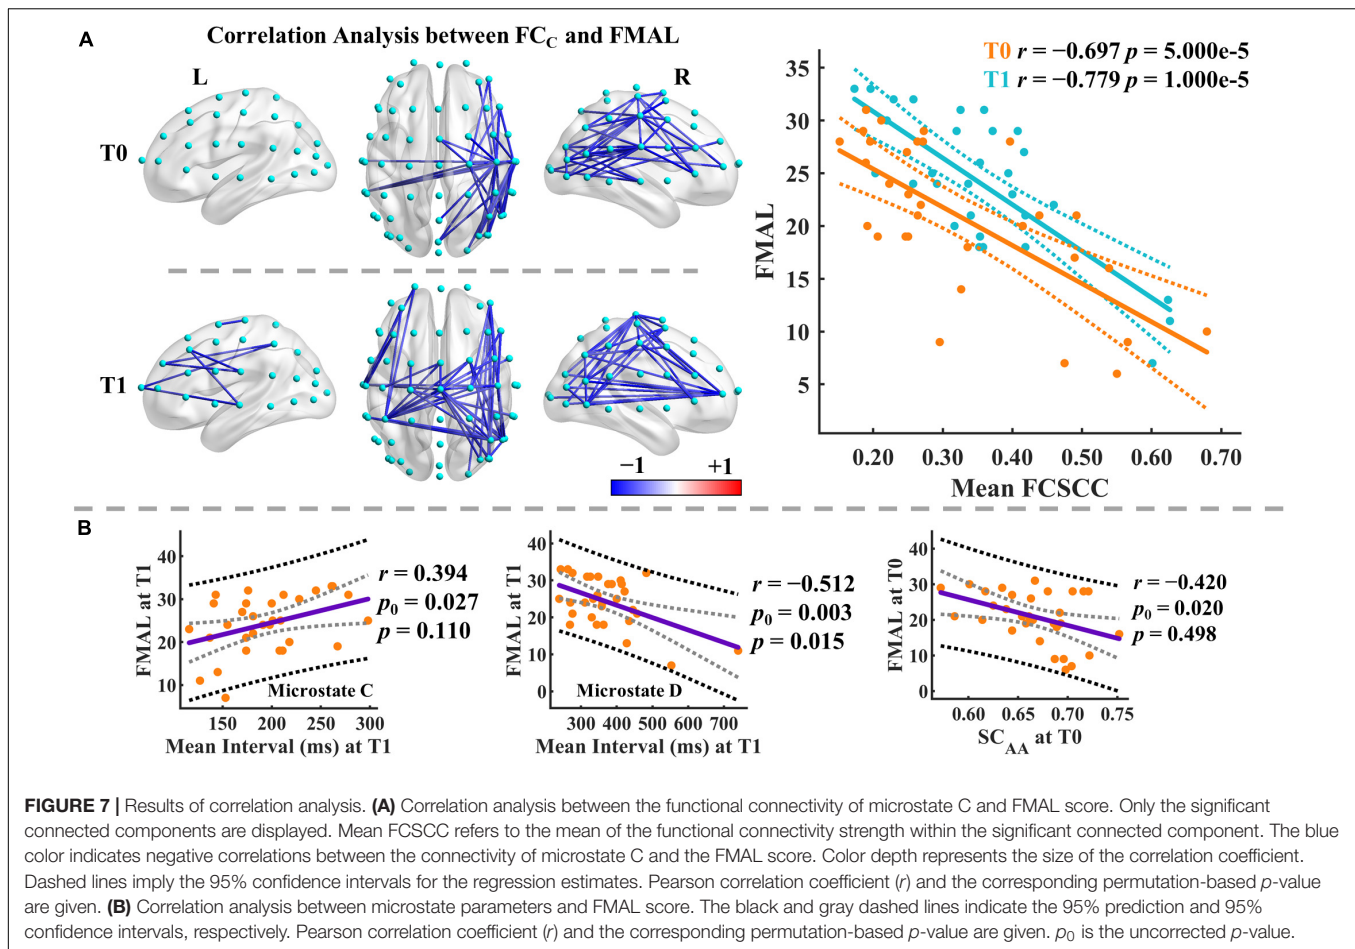 A
Correlation Analysis between FC_C and FMAL
L
R
T0
T1
−1 +1
T0 r = −0.697 p = 5.000e-5
T1 r = −0.779 p = 1.000e-5
FMAL
35
30
25
20
15
10
5
0.20 0.30 0.40 0.50 0.60 0.70
Mean FCSCC
B
FMAL at T1
40
30
20
10
r = 0.394
p₀ = 0.027
p = 0.110
Microstate C
150 200 250 300
Mean Interval (ms) at T1
FMAL at T1
40
30
20
10
0
r = −0.512
p₀ = 0.003
p = 0.015
Microstate D
300 400 500 600 700
Mean Interval (ms) at T1
FMAL at T0
40
30
20
10
0
r = −0.420
p₀ = 0.020
p = 0.498
0.60 0.65 0.70 0.75
SC_AA at T0
FIGURE 7 | Results of correlation analysis. (A) Correlation analysis between the functional connectivity of microstate C and FMAL score. Only the significant
connected components are displayed. Mean FCSCC refers to the mean of the functional connectivity strength within the significant connected component. The blue
color indicates negative correlations between the connectivity of microstate C and the FMAL score. Color depth represents the size of the correlation coefficient.
Dashed lines imply the 95% confidence intervals for the regression estimates. Pearson correlation coefficient (r) and the corresponding permutation-based p-value
are given. (B) Correlation analysis between microstate parameters and FMAL score. The black and gray dashed lines indicate the 95% prediction and 95%
confidence intervals, respectively. Pearson correlation coefficient (r) and the corresponding permutation-based p-value are given. p₀ is the uncorrected p-value.